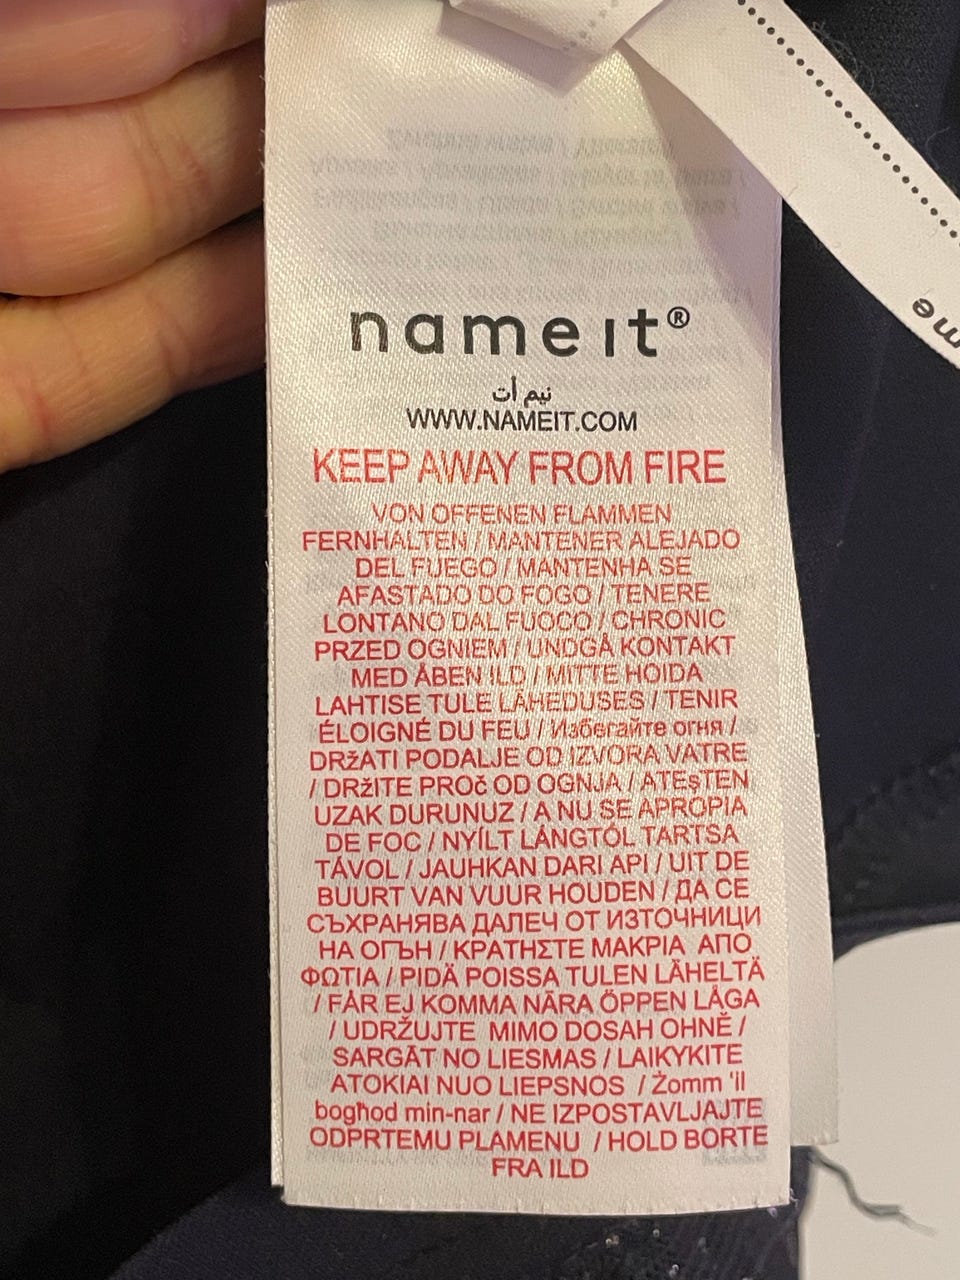 name it®
نيم أت
WWW.NAMEIT.COM
KEEP AWAY FROM FIRE
VON OFFENEN FLAMMEN
FERNHALTEN / MANTENER ALEJADO
DEL FUEGO / MANTENHA SE
AFASTADO DO FOGO / TENERE
LONTANO DAL FUOCO / CHRONIC
PRZED OGNIEM / UNDGÅ KONTAKT
MED ÅBEN ILD / MITTE HOIDA
LAHTISE TULE LÄHEDUSES / TENIR
ÉLOIGNÉ DU FEU / Избегайте огня /
DRžATI PODALJE OD IZVORA VATRE
/ DRžITE PROč OD OGNJA / ATEşTEN
UZAK DURUNUZ / A NU SE APROPIA
DE FOC / NYÍLT LÁNGTÓL TARTSA
TÁVOL / JAUHKAN DARI API / UIT DE
BUURT VAN VUUR HOUDEN / ДА СЕ
СЪХРАНЯВА ДАЛЕЧ ОТ ИЗТОЧНИЦИ
НА ОГЪН / ΚΡΑΤΗΣΤΕ ΜΑΚΡΙΑ ΑΠΟ
ΦΩΤΙΑ / PIDÄ POISSA TULEN LÄHELTÄ
/ FÅR EJ KOMMA NÄRA ÖPPEN LÅGA
/ UDRŽUJTE MIMO DOSAH OHNĚ /
SARGĀT NO LIESMAS / LAIKYKITE
ATOKIAI NUO LIEPSNOS / Żomm 'il
bogħod min-nar / NE IZPOSTAVLJAJTE
ODPRTEMU PLAMENU / HOLD BORTE
FRA ILD